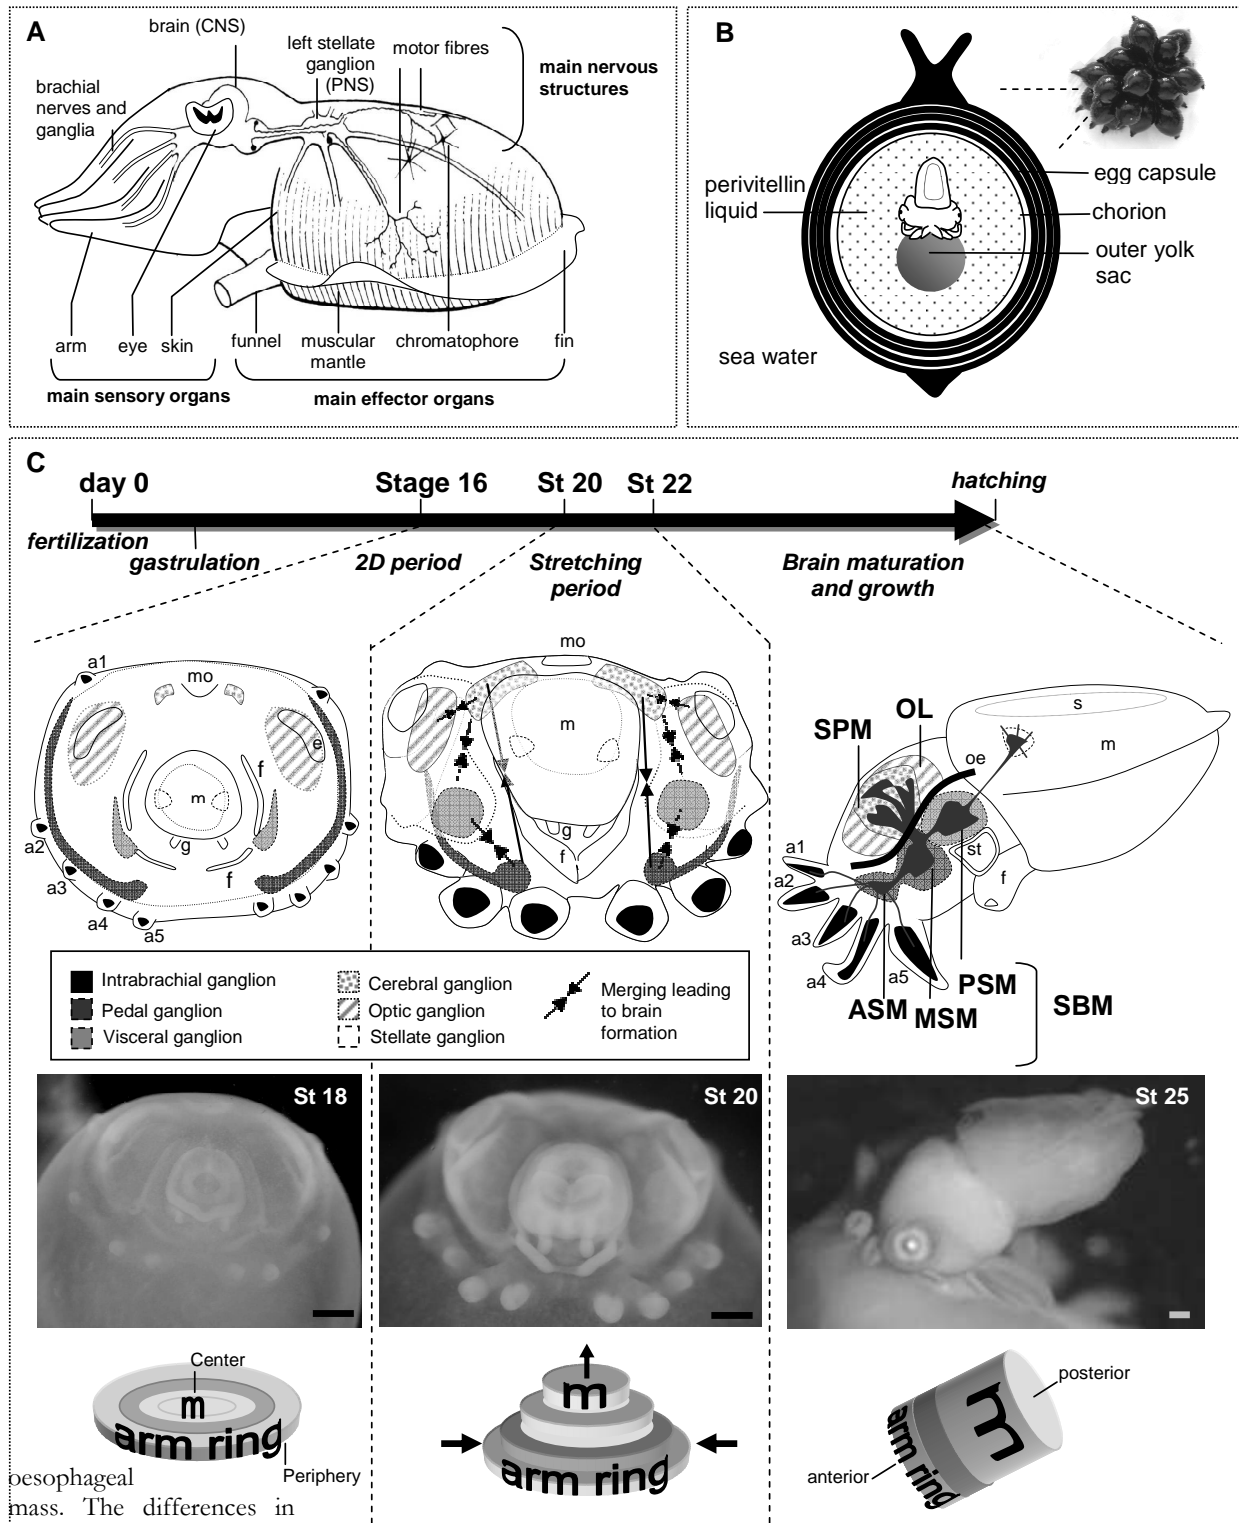 A
brain (CNS)
left stellate
ganglion
(PNS)
motor fibres
main nervous
structures
brachial
nerves and
ganglia
arm
eye
skin
funnel
muscular
mantle
chromatophore
fin
main sensory organs
main effector organs
B
perivitellin
liquid
egg capsule
chorion
outer yolk
sac
sea water
C
day 0
Stage 16
St 20
St 22
hatching
fertilization
gastrulation
2D period
Stretching
period
Brain maturation
and growth
a1
mo
e
f
m
g
f
a2
a3
a4
a5
mo
m
g
f
SPM
OL
oe
s
m
st
f
a1
a2
a3
a4
a5
ASM
MSM
PSM
SBM
Intrabrachial ganglion
Pedal ganglion
Visceral ganglion
Cerebral ganglion
Optic ganglion
Stellate ganglion
Merging leading
to brain
formation
St 18
St 20
St 25
Center
m
arm ring
Periphery
m
arm ring
m
arm ring
posterior
anterior
oesophageal
mass. The differences in